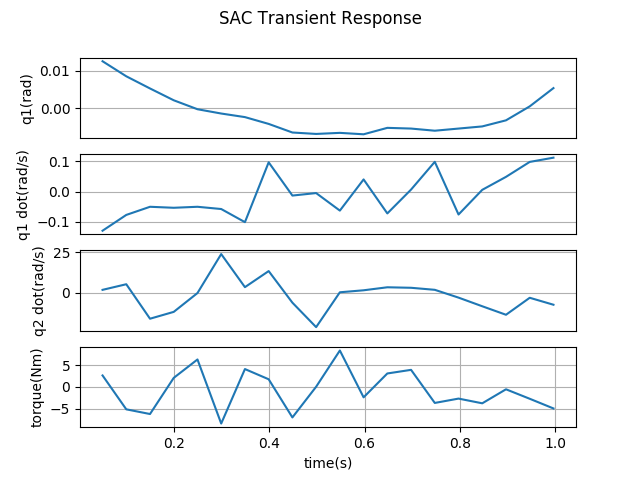 SAC Transient Response
q1(rad)
0.01
0.00
q1 dot(rad/s)
0.1
0.0
−0.1
q2 dot(rad/s)
25
0
torque(Nm)
5
0
−5
0.2 0.4 0.6 0.8 1.0
time(s)